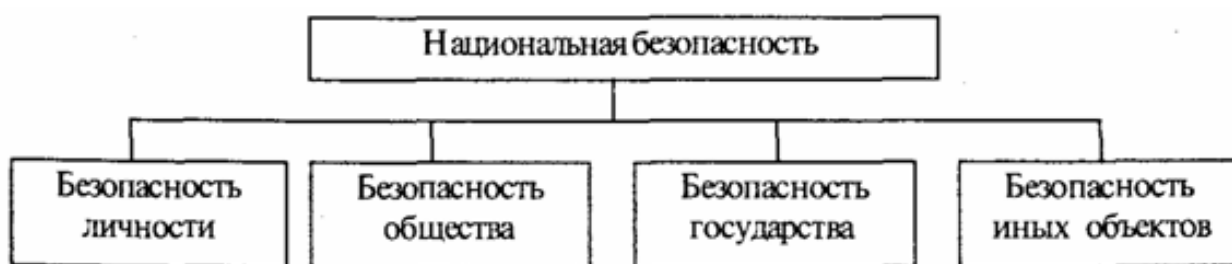 Национальная безопасность
Безопасность
личности
Безопасность
общества
Безопасность
государства
Безопасность
иных объектов